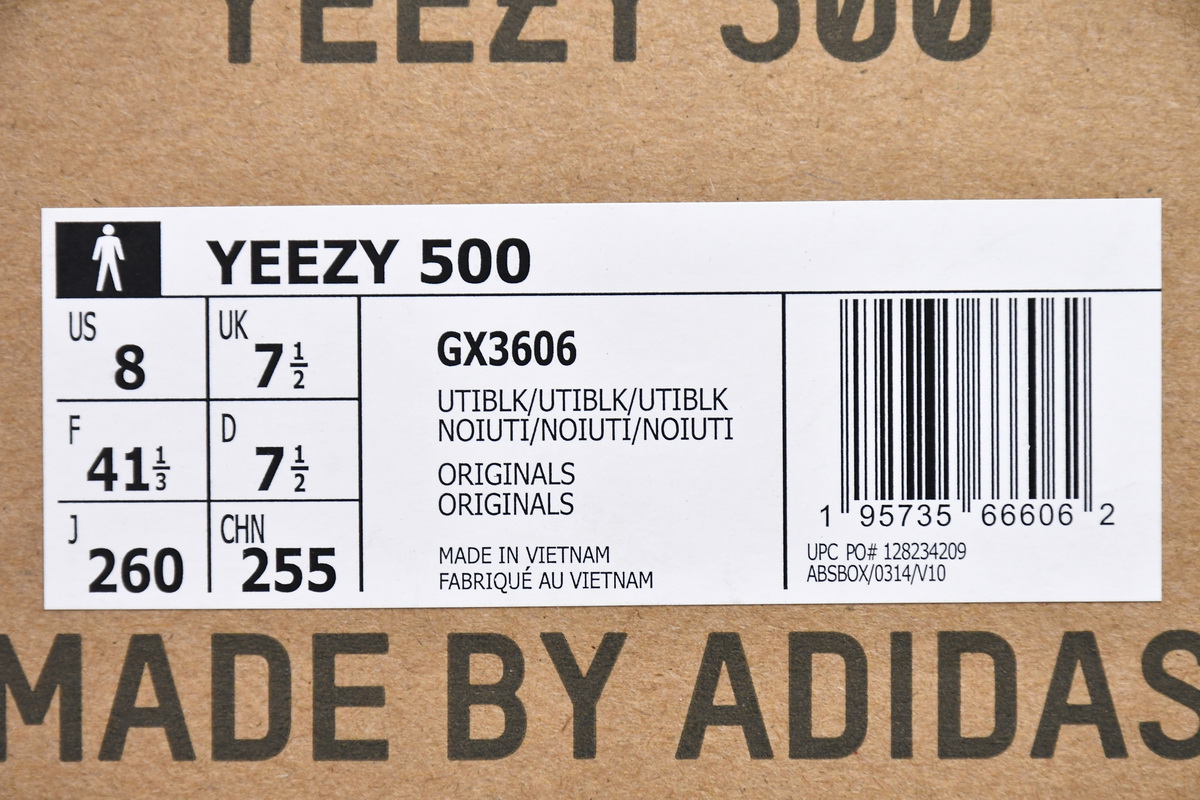 YEEZY 500
YEEZY 500
US
8
UK
7 1/2
F
41 1/3
D
7 1/2
J
260
CHN
255
GX3606
UTIBLK/UTIBLK/UTIBLK
NOIUTI/NOIUTI/NOIUTI
ORIGINALS
ORIGINALS
MADE IN VIETNAM
FABRIQUÉ AU VIETNAM
1 95735 66606 2
UPC PO# 128234209
ABSBOX/0314/V10
MADE BY ADIDAS